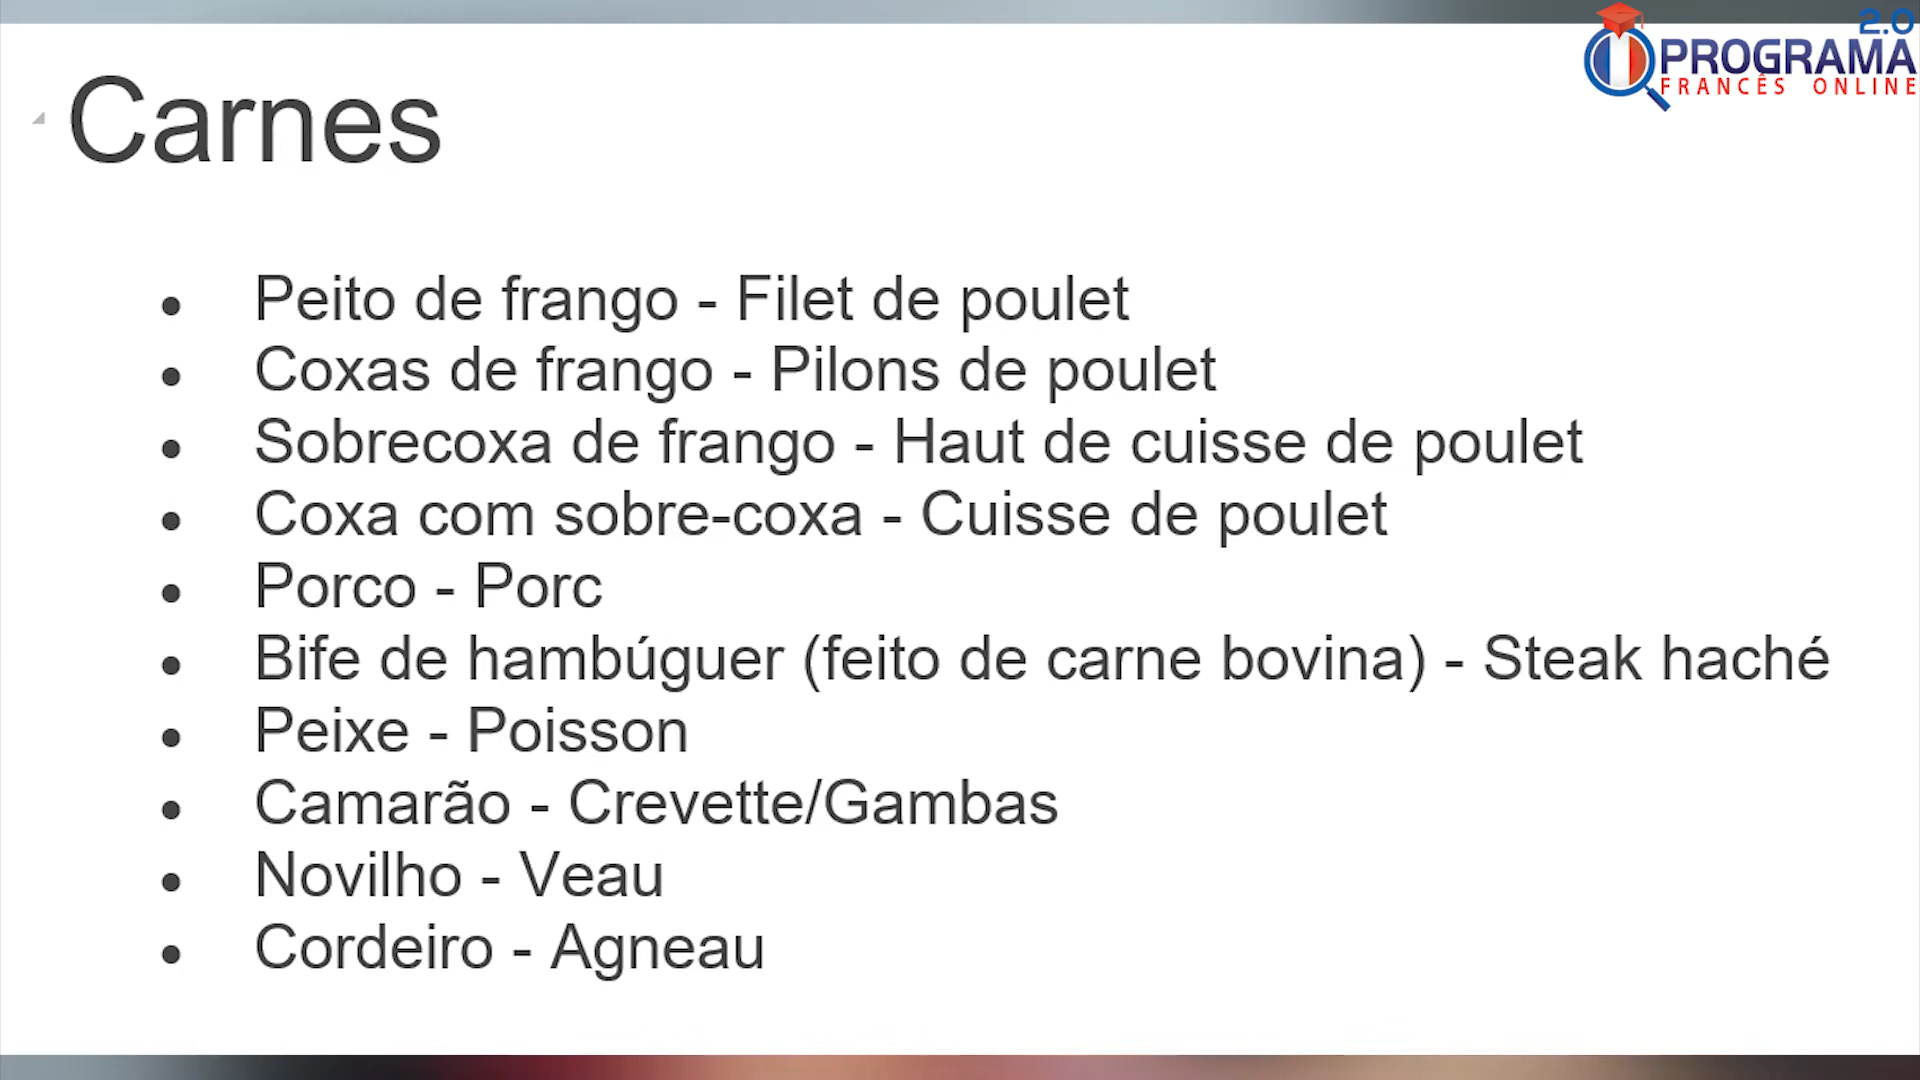 2.0
PROGRAMA
FRANCÊS ONLINE
Carnes
Peito de frango - Filet de poulet
Coxas de frango - Pilons de poulet
Sobrecoxa de frango - Haut de cuisse de poulet
Coxa com sobre-coxa - Cuisse de poulet
Porco - Porc
Bife de hambúguer (feito de carne bovina) - Steak haché
Peixe - Poisson
Camarão - Crevette/Gambas
Novilho - Veau
Cordeiro - Agneau